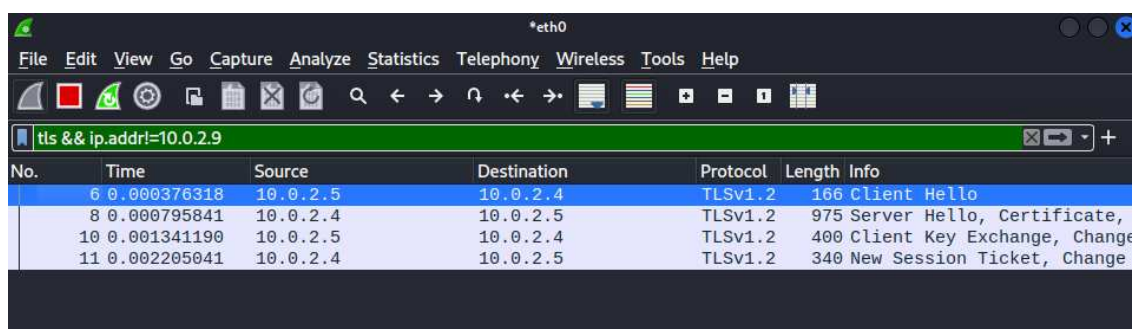 *eth0
File Edit View Go Capture Analyze Statistics Telephony Wireless Tools Help
tls && ip.addr!=10.0.2.9
No. Time Source Destination Protocol Length Info
6 0.000376318 10.0.2.5 10.0.2.4 TLSv1.2 166 Client Hello
8 0.000795841 10.0.2.4 10.0.2.5 TLSv1.2 975 Server Hello, Certificate,
10 0.001341190 10.0.2.5 10.0.2.4 TLSv1.2 400 Client Key Exchange, Change
11 0.002205041 10.0.2.4 10.0.2.5 TLSv1.2 340 New Session Ticket, Change